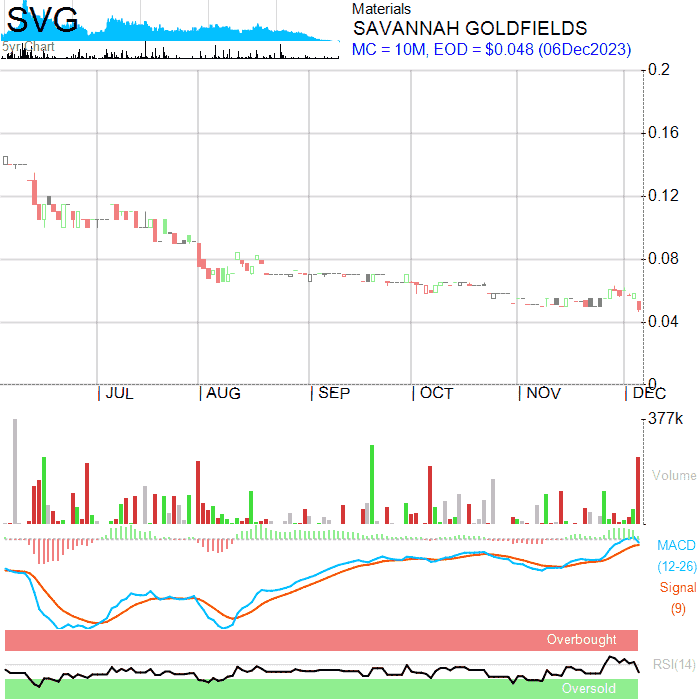 SVG
5yr Chart
Materials
SAVANNAH GOLDFIELDS
MC = 10M, EOD = $0.048 (06Dec2023)
0.2
0.16
0.12
0.08
0.04
0
JUL AUG SEP OCT NOV DEC
377k
Volume
MACD
(12-26)
Signal
(9)
Overbought
RSI(14)
Oversold